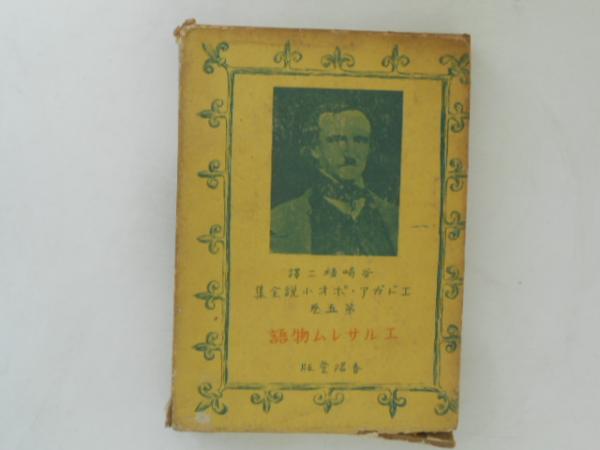 谷崎精二譯
エドガア・ポオ小説全集
第五巻
エルサレム物語
春陽堂版